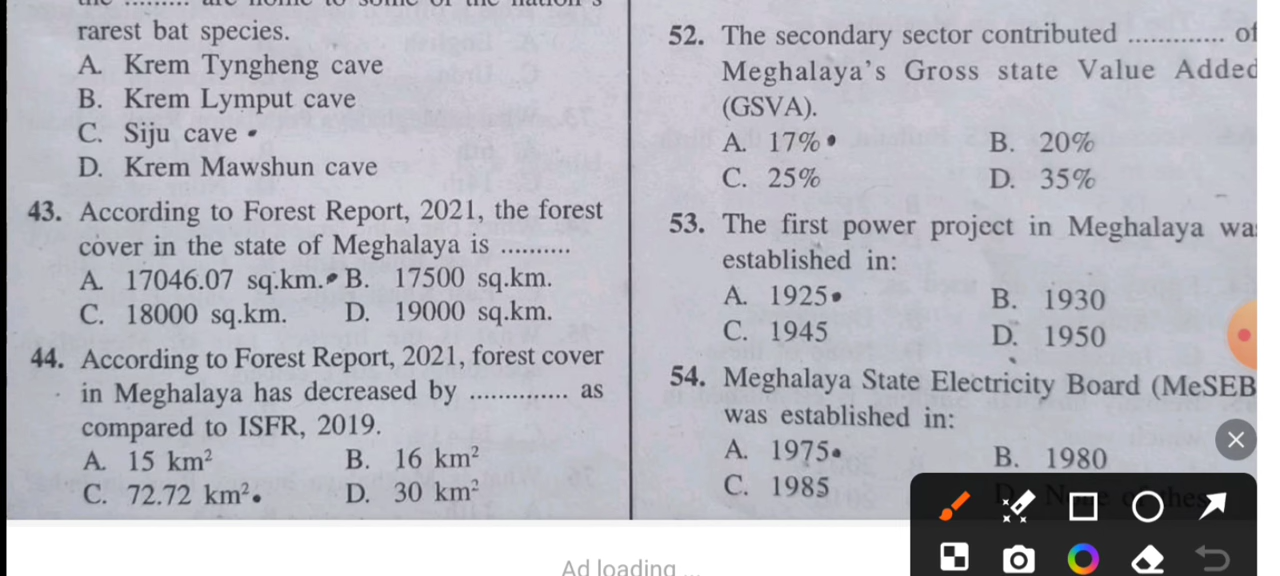 rarest bat species.
A. Krem Tyngheng cave
B. Krem Lymput cave
C. Siju cave
D. Krem Mawshun cave
43. According to Forest Report, 2021, the forest
cover in the state of Meghalaya is ..........
A. 17046.07 sq.km. B. 17500 sq.km.
C. 18000 sq.km. D. 19000 sq.km.
44. According to Forest Report, 2021, forest cover
in Meghalaya has decreased by .............. as
compared to ISFR, 2019.
A. 15 km² B. 16 km²
C. 72.72 km² D. 30 km²
52. The secondary sector contributed ............. of
Meghalaya's Gross state Value Added
(GSVA).
A. 17% B. 20%
C. 25% D. 35%
53. The first power project in Meghalaya wa
established in:
A. 1925 B. 1930
C. 1945 D. 1950
54. Meghalaya State Electricity Board (MeSEB
was established in:
A. 1975 B. 1980
C. 1985
Ad loading ...